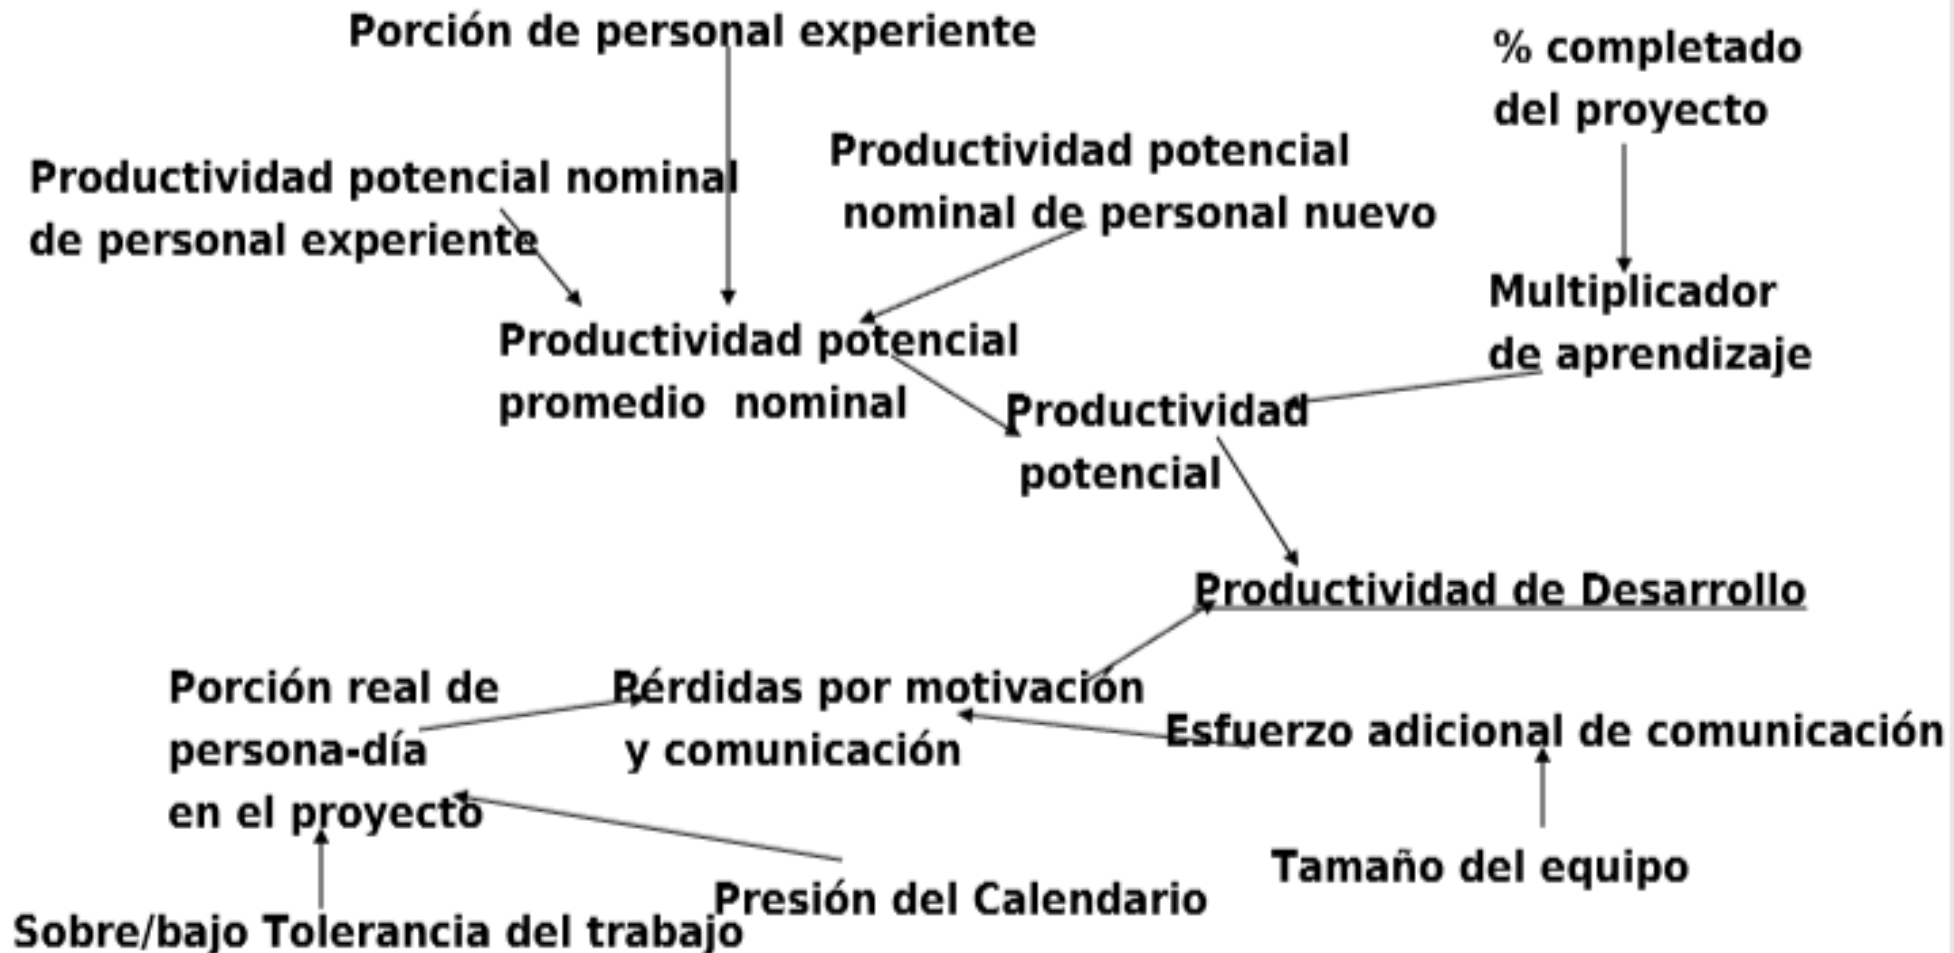 Porción de personal experiente
% completado
del proyecto
Productividad potencial nominal
de personal experiente
Productividad potencial
nominal de personal nuevo
Multiplicador
de aprendizaje
Productividad potencial
promedio nominal
Productividad
potencial
Productividad de Desarrollo
Porción real de
persona-día
en el proyecto
Pérdidas por motivación
y comunicación
Esfuerzo adicional de comunicación
Tamaño del equipo
Presión del Calendario
Sobre/bajo Tolerancia del trabajo